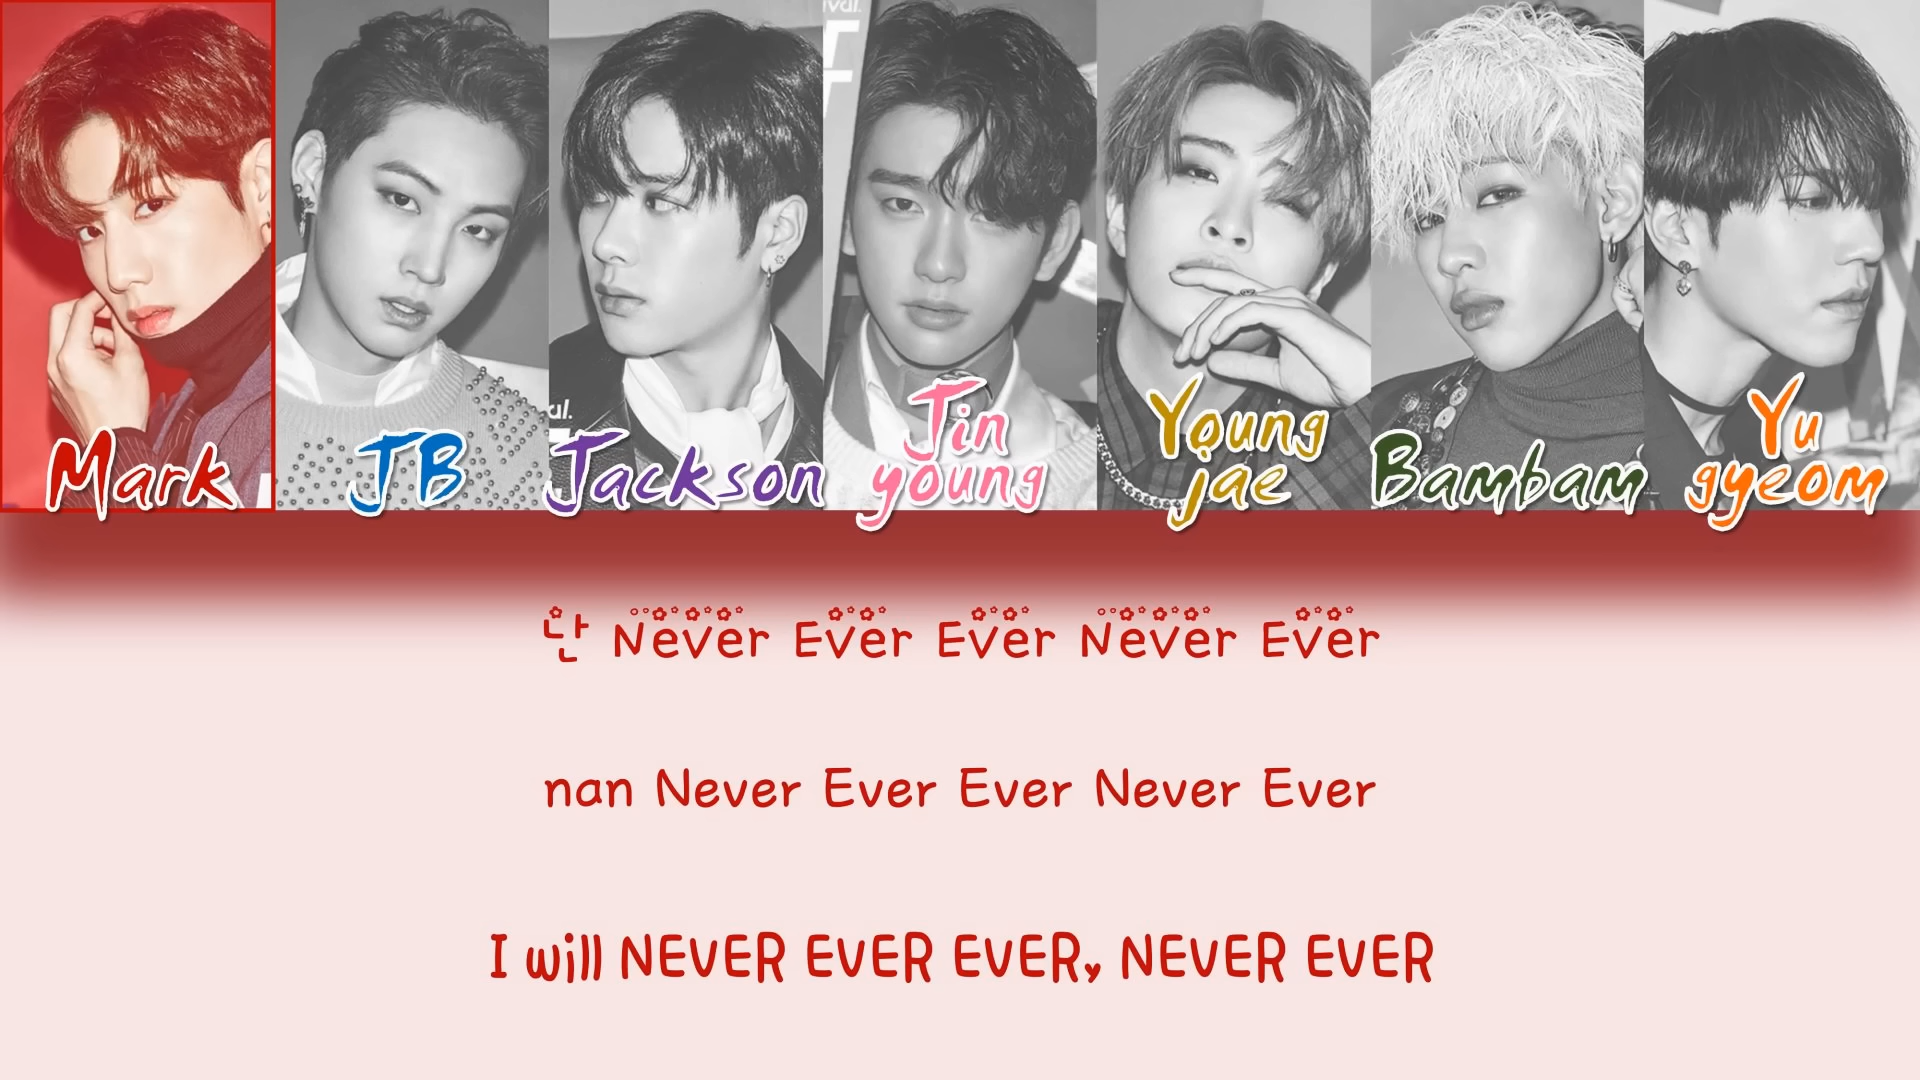 Mark JB Jackson Jin young Young jae Bambam Yu gyeom
난 Never Ever Ever Never Ever
nan Never Ever Ever Never Ever
I will NEVER EVER EVER, NEVER EVER